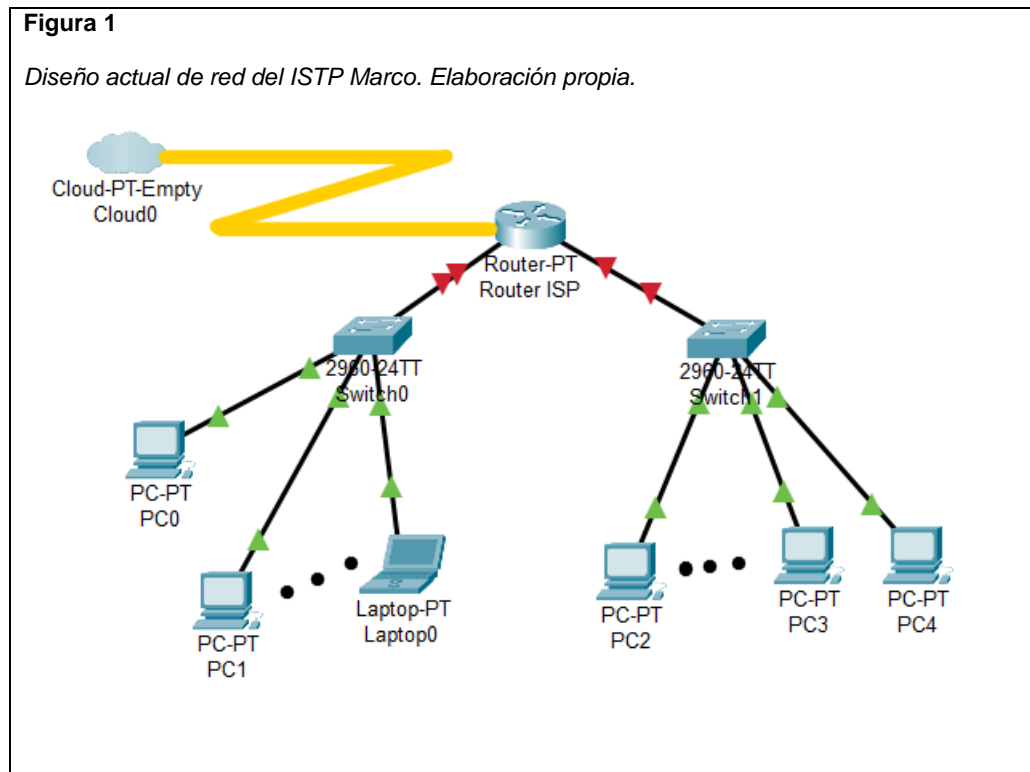 Figura 1
Diseño actual de red del ISTP Marco. Elaboración propia.
Cloud-PT-Empty
Cloud0
Router-PT
Router ISP
2960-24TT
Switch0
2960-24TT
Switch1
PC-PT
PC0
PC-PT
PC1
Laptop-PT
Laptop0
PC-PT
PC2
PC-PT
PC3
PC-PT
PC4